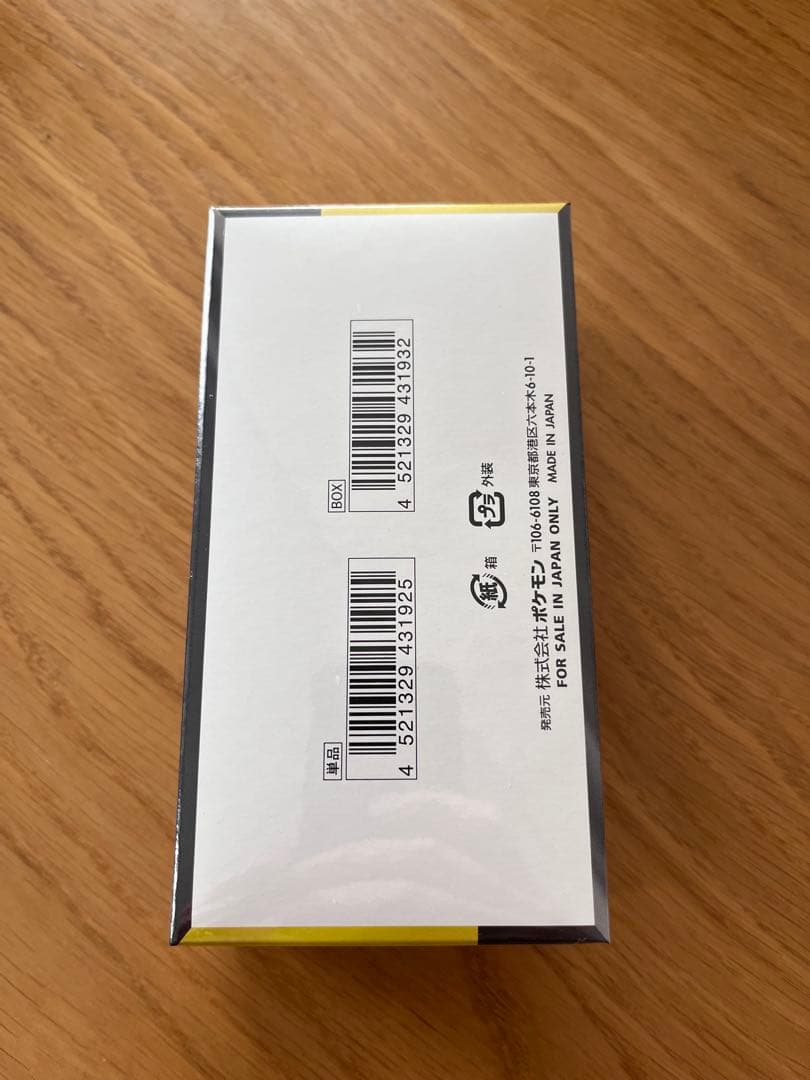 単品
4 521329 431925
BOX
4 521329 431932
紙 箱
プラ 外装
発売元 株式会社ポケモン 〒106-6108 東京都港区六本木6-10-1
FOR SALE IN JAPAN ONLY MADE IN JAPAN